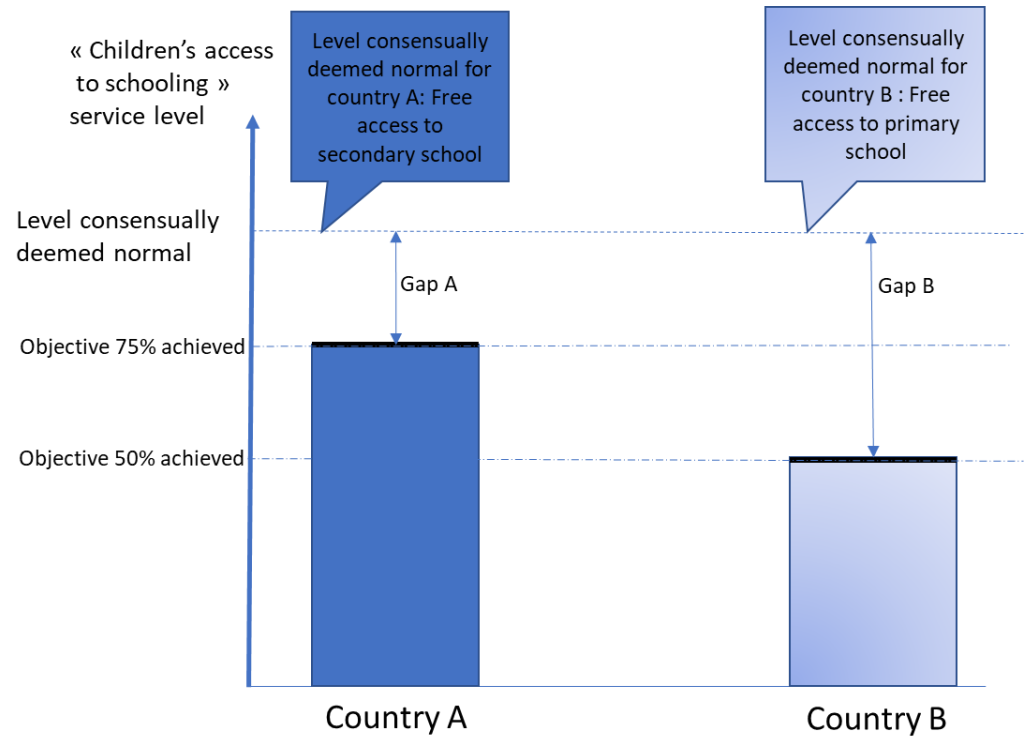 « Children’s access
to schooling »
service level
Level consensually
deemed normal for
country A: Free
access to
secondary school
Level consensually
deemed normal for
country B : Free
access to primary
school
Level consensually
deemed normal
Gap A
Gap B
Objective 75% achieved
Objective 50% achieved
Country A
Country B